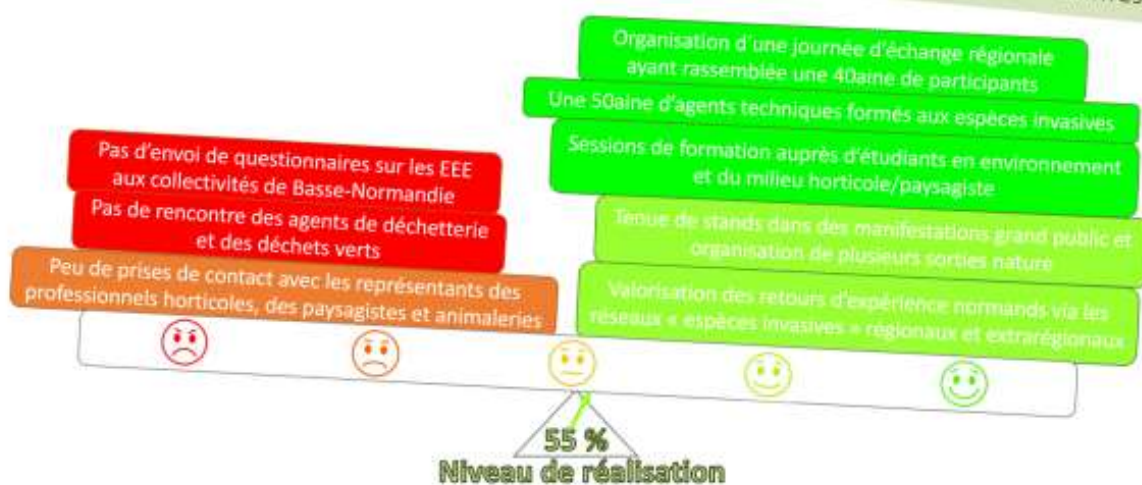 Organisation d'une journée d'échange régionale
ayant rassemblée une 40aine de participants
Une 50aine d'agents techniques formés aux espèces invasives
Sessions de formation auprès d'étudiants en environnement
et du milieu horticole/paysagiste
Tenue de stands dans des manifestations grand public et
organisation de plusieurs sorties nature
Valorisation des retours d'expérience normands via les
réseaux « espèces invasives » régionaux et extrarégionaux
Pas d'envoi de questionnaires sur les EEE
aux collectivités de Basse-Normandie
Pas de rencontre des agents de déchetterie
et des déchets verts
Peu de prises de contact avec les représentants des
professionnels horticoles, des paysagistes et animaleries
55 %
Niveau de réalisation